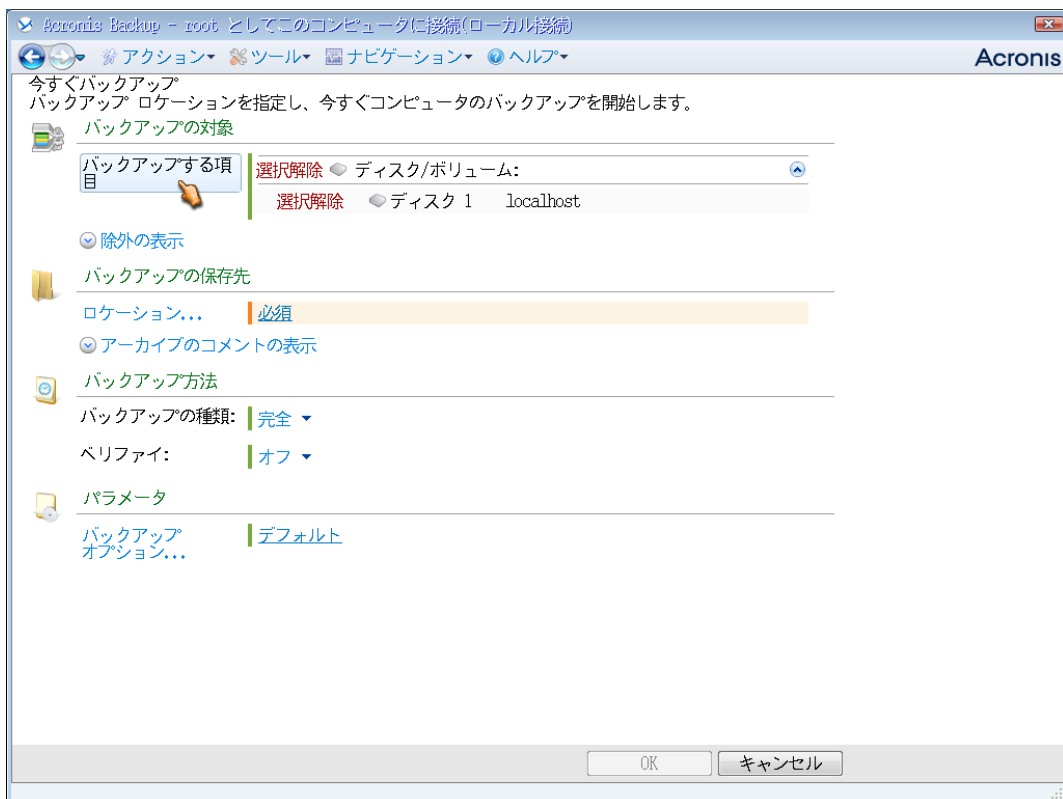 Acronis Backup - root としてこのコンピュータに接続(ローカル接続)
アクション ツール ナビゲーション ヘルプ Acronis
今すぐバックアップ
バックアップ ロケーションを指定し、今すぐコンピュータのバックアップを開始します。
バックアップの対象
バックアップする項
目
選択解除 ディスク/ボリューム:
選択解除 ディスク 1 localhost
除外の表示
バックアップの保存先
ロケーション... 必須
アーカイブのコメントの表示
バックアップ方法
バックアップの種類: 完全
ベリファイ: オフ
パラメータ
バックアップ
オプション... デフォルト
OK キャンセル